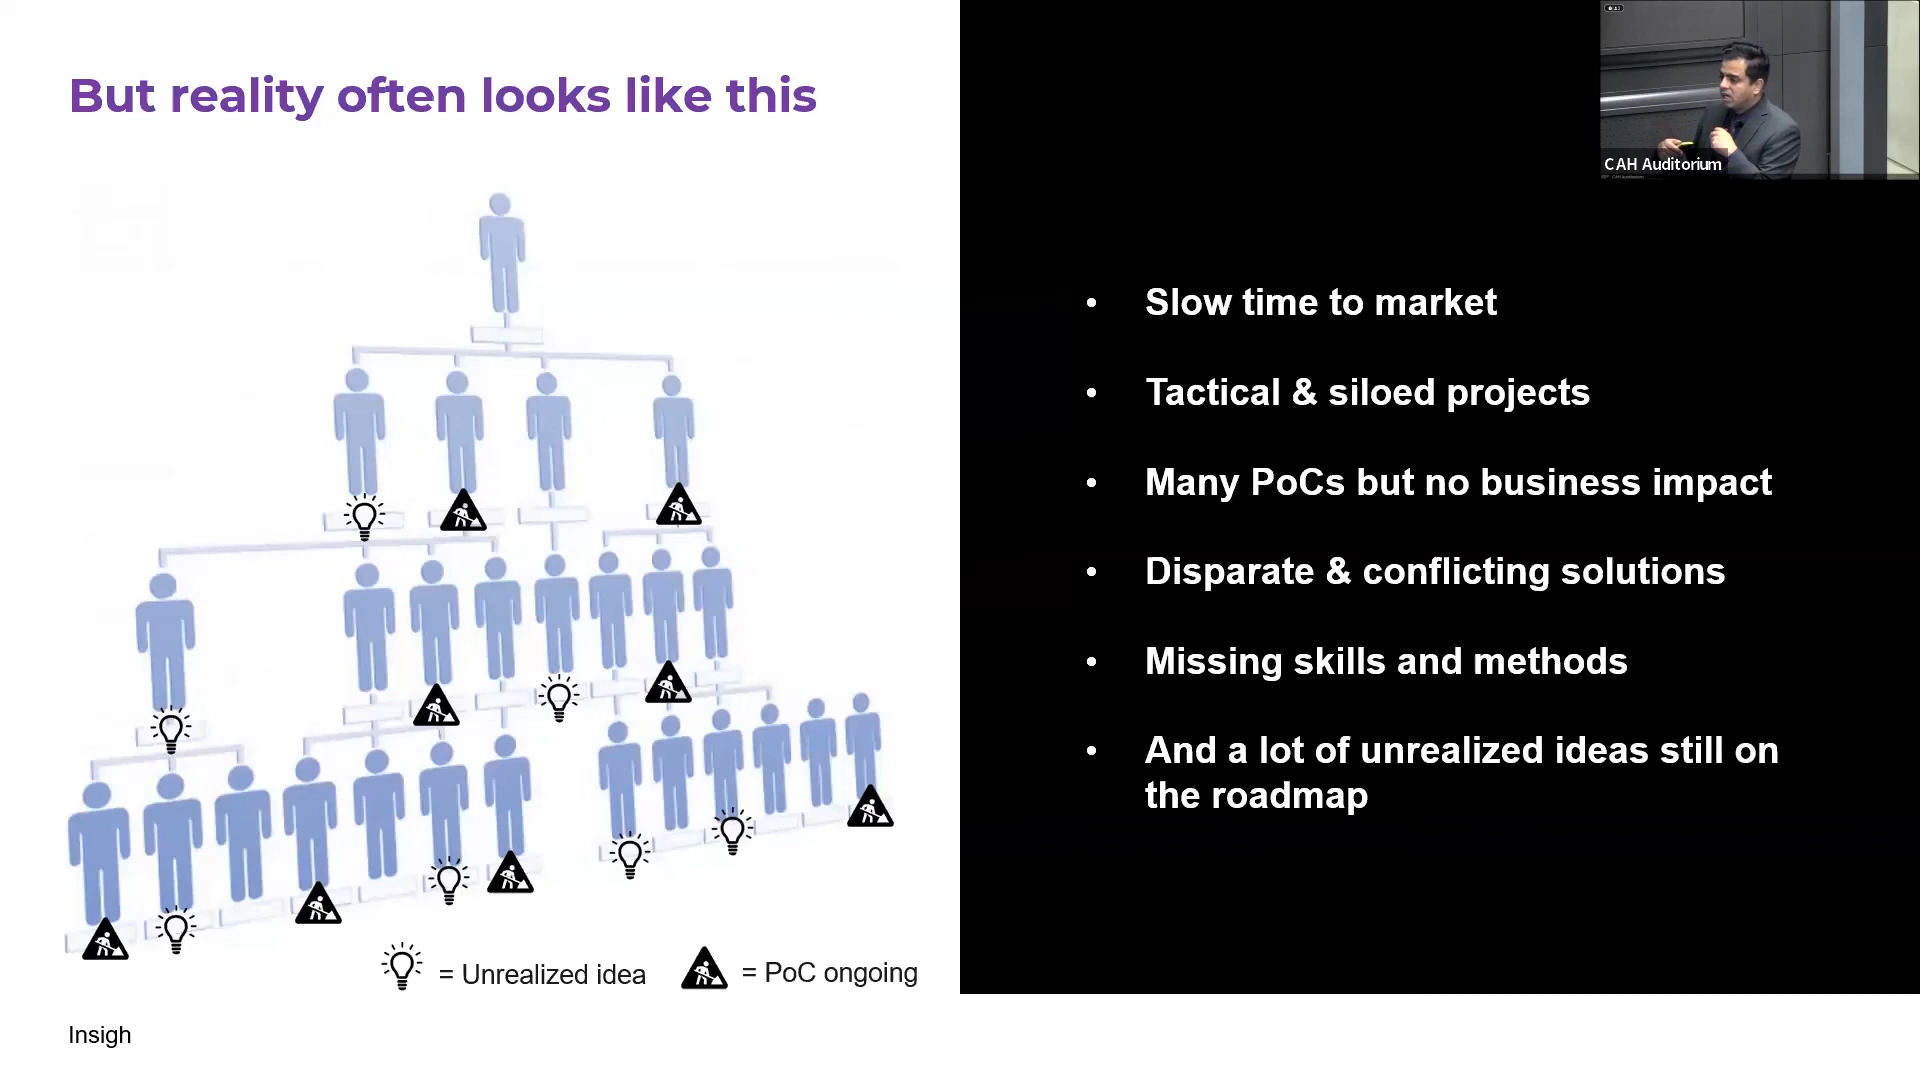 But reality often looks like this
CAH Auditorium
• Slow time to market
• Tactical & siloed projects
• Many PoCs but no business impact
• Disparate & conflicting solutions
• Missing skills and methods
• And a lot of unrealized ideas still on
the roadmap
= Unrealized idea
= PoC ongoing
Insigh